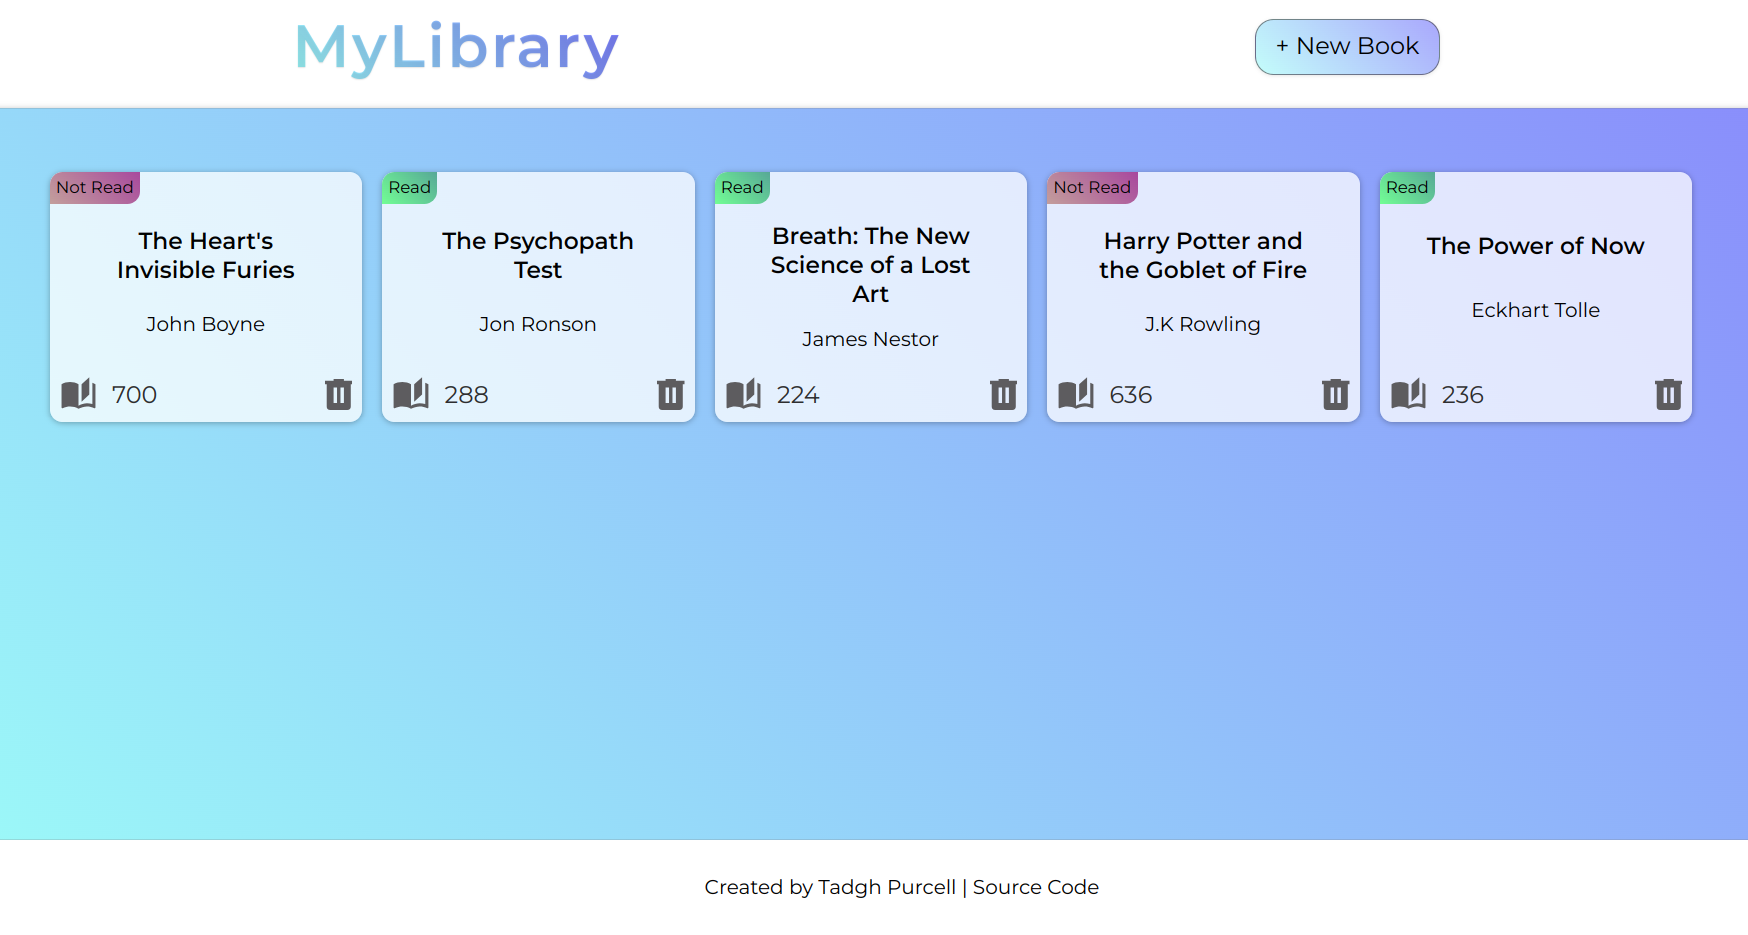 MyLibrary
+ New Book
Not Read
The Heart's
Invisible Furies
John Boyne
700
Read
The Psychopath
Test
Jon Ronson
288
Read
Breath: The New
Science of a Lost
Art
James Nestor
224
Not Read
Harry Potter and
the Goblet of Fire
J.K Rowling
636
Read
The Power of Now
Eckhart Tolle
236
Created by Tadgh Purcell | Source Code